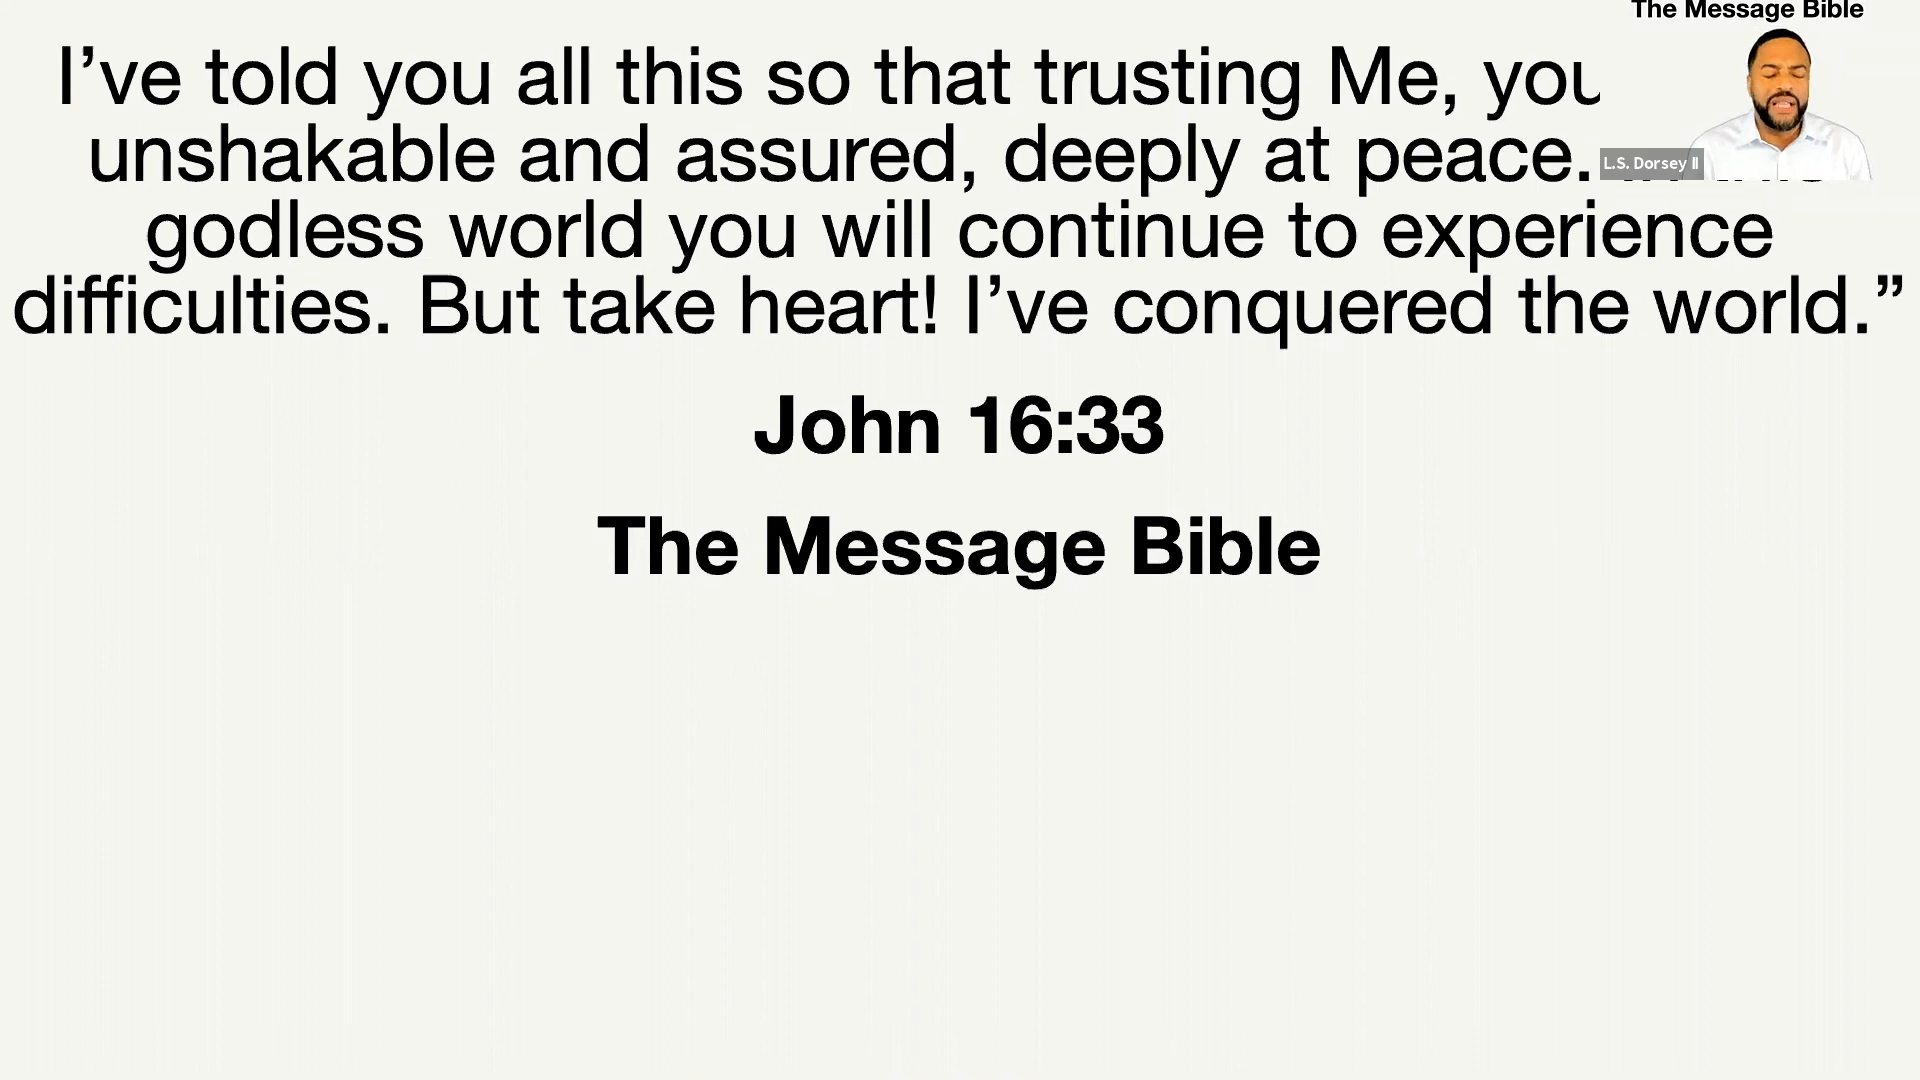 The Message Bible
I’ve told you all this so that trusting Me, you
unshakable and assured, deeply at peace.
L.S. Dorsey II
godless world you will continue to experience
difficulties. But take heart! I’ve conquered the world.”
John 16:33
The Message Bible